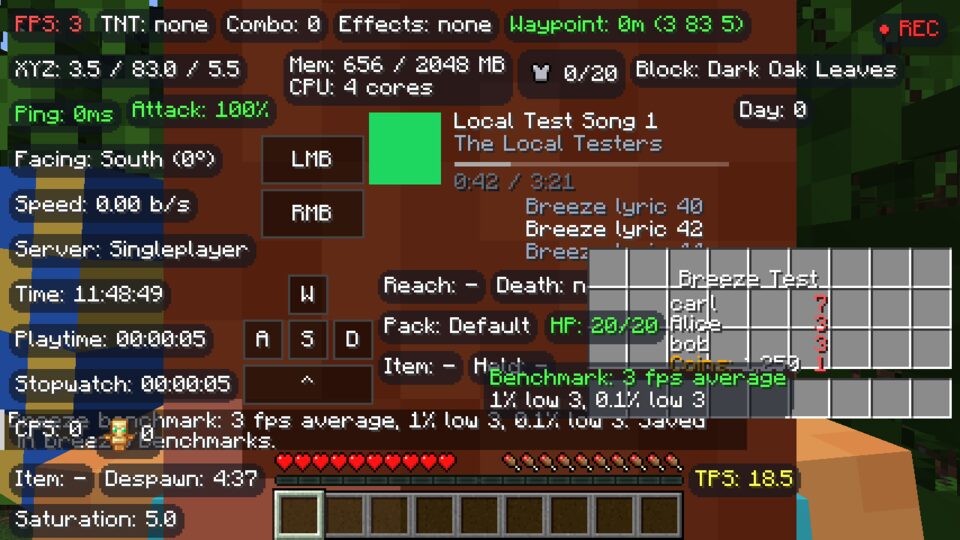 FPS: 3 TNT: none Combo: 0 Effects: none Waypoint: 0m (3 83 5) REC
XYZ: 3.5 / 83.0 / 5.5
Mem: 656 / 2048 MB
CPU: 4 cores
0/20
Block: Dark Oak Leaves
Ping: 0ms
Attack: 100%
Day: 0
Local Test Song 1
The Local Testers
0:42 / 3:21
Facing: South (0°)
LMB
RMB
Speed: 0.00 b/s
Breeze lyric 40
Breeze lyric 42
Breeze lyric
Server: Singleplayer
Breeze Test
Time: 11:48:49
W
Reach: - Death:
carl 7
Alice 3
bob 3
Coins: 1,250 1
Playtime: 00:00:05
A S D
Pack: Default HP: 20/20
Item: - Held: -
Stopwatch: 00:00:05
^
Benchmark: 3 fps average
1% low 3, 0.1% low 3
Breeze benchmark: 3 fps average, 1% low 3, 0.1% low 3. Saved
in breeze benchmarks.
CPS: 0
0
Item: - Despawn: 4:37
TPS: 18.5
Saturation: 5.0